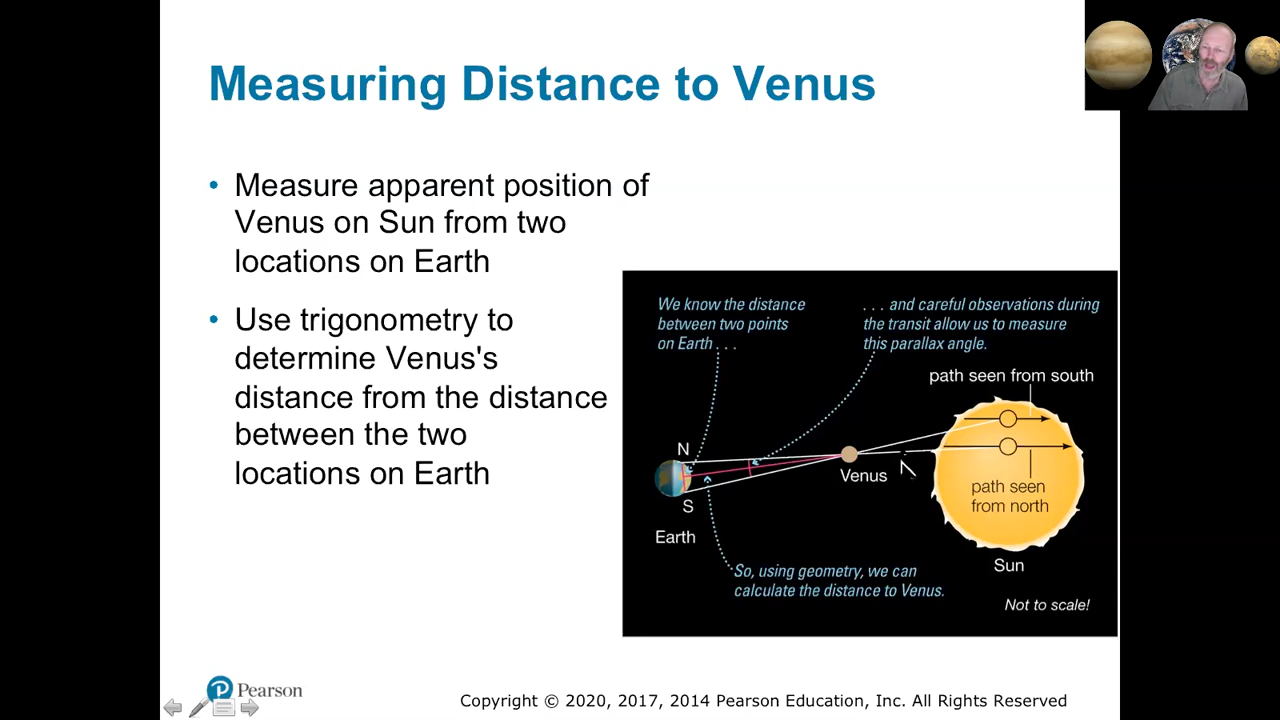 Measuring Distance to Venus
• Measure apparent position of
Venus on Sun from two
locations on Earth
• Use trigonometry to
determine Venus's
distance from the distance
between the two
locations on Earth
We know the distance
between two points
on Earth . . .
. . . and careful observations during
the transit allow us to measure
this parallax angle.
path seen from south
N
Venus
path seen
from north
S
Earth
Sun
So, using geometry, we can
calculate the distance to Venus.
Not to scale!
P Pearson
Copyright © 2020, 2017, 2014 Pearson Education, Inc. All Rights Reserved